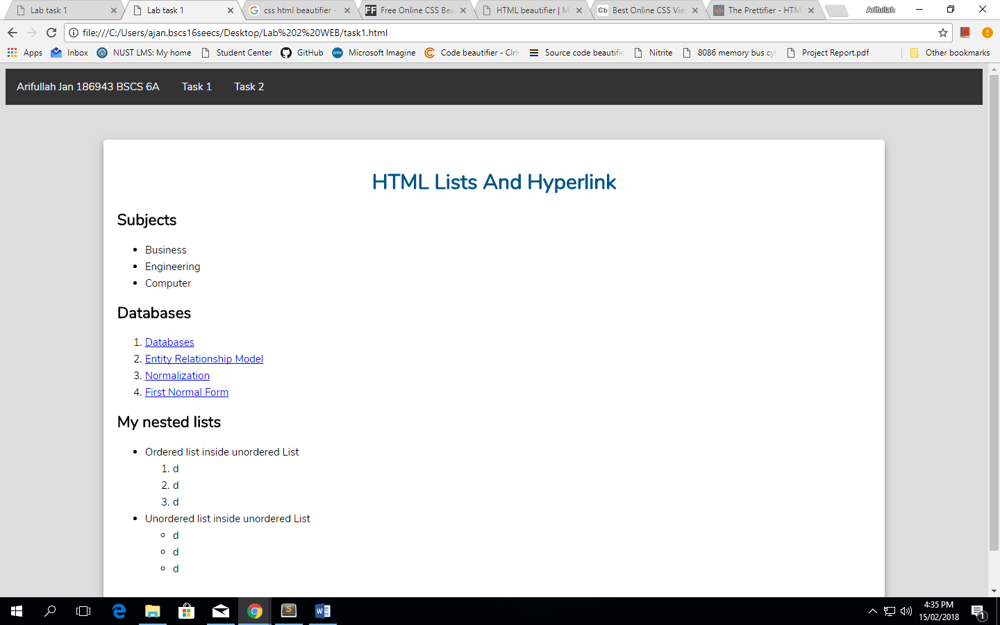 Lab task 1
Lab task 1
css html beautifier -
Free Online CSS Bea
HTML beautifier | M
Cb Best Online CSS Vie
The Prettifier - HTM
Arifullah
file:///C:/Users/ajan.bscs16seecs/Desktop/Lab%202%20WEB/task1.html
Apps Inbox NUST LMS: My home Student Center GitHub Microsoft Imagine Code beautifier - Clr Source code beautifie Nitrite 8086 memory bus cy Project Report.pdf Other bookmarks
Arifullah Jan 186943 BSCS 6A Task 1 Task 2
HTML Lists And Hyperlink
Subjects
• Business
• Engineering
• Computer
Databases
1. Databases
2. Entity Relationship Model
3. Normalization
4. First Normal Form
My nested lists
• Ordered list inside unordered List
1. d
2. d
3. d
• Unordered list inside unordered List
◦ d
◦ d
◦ d
4:35 PM
15/02/2018
1